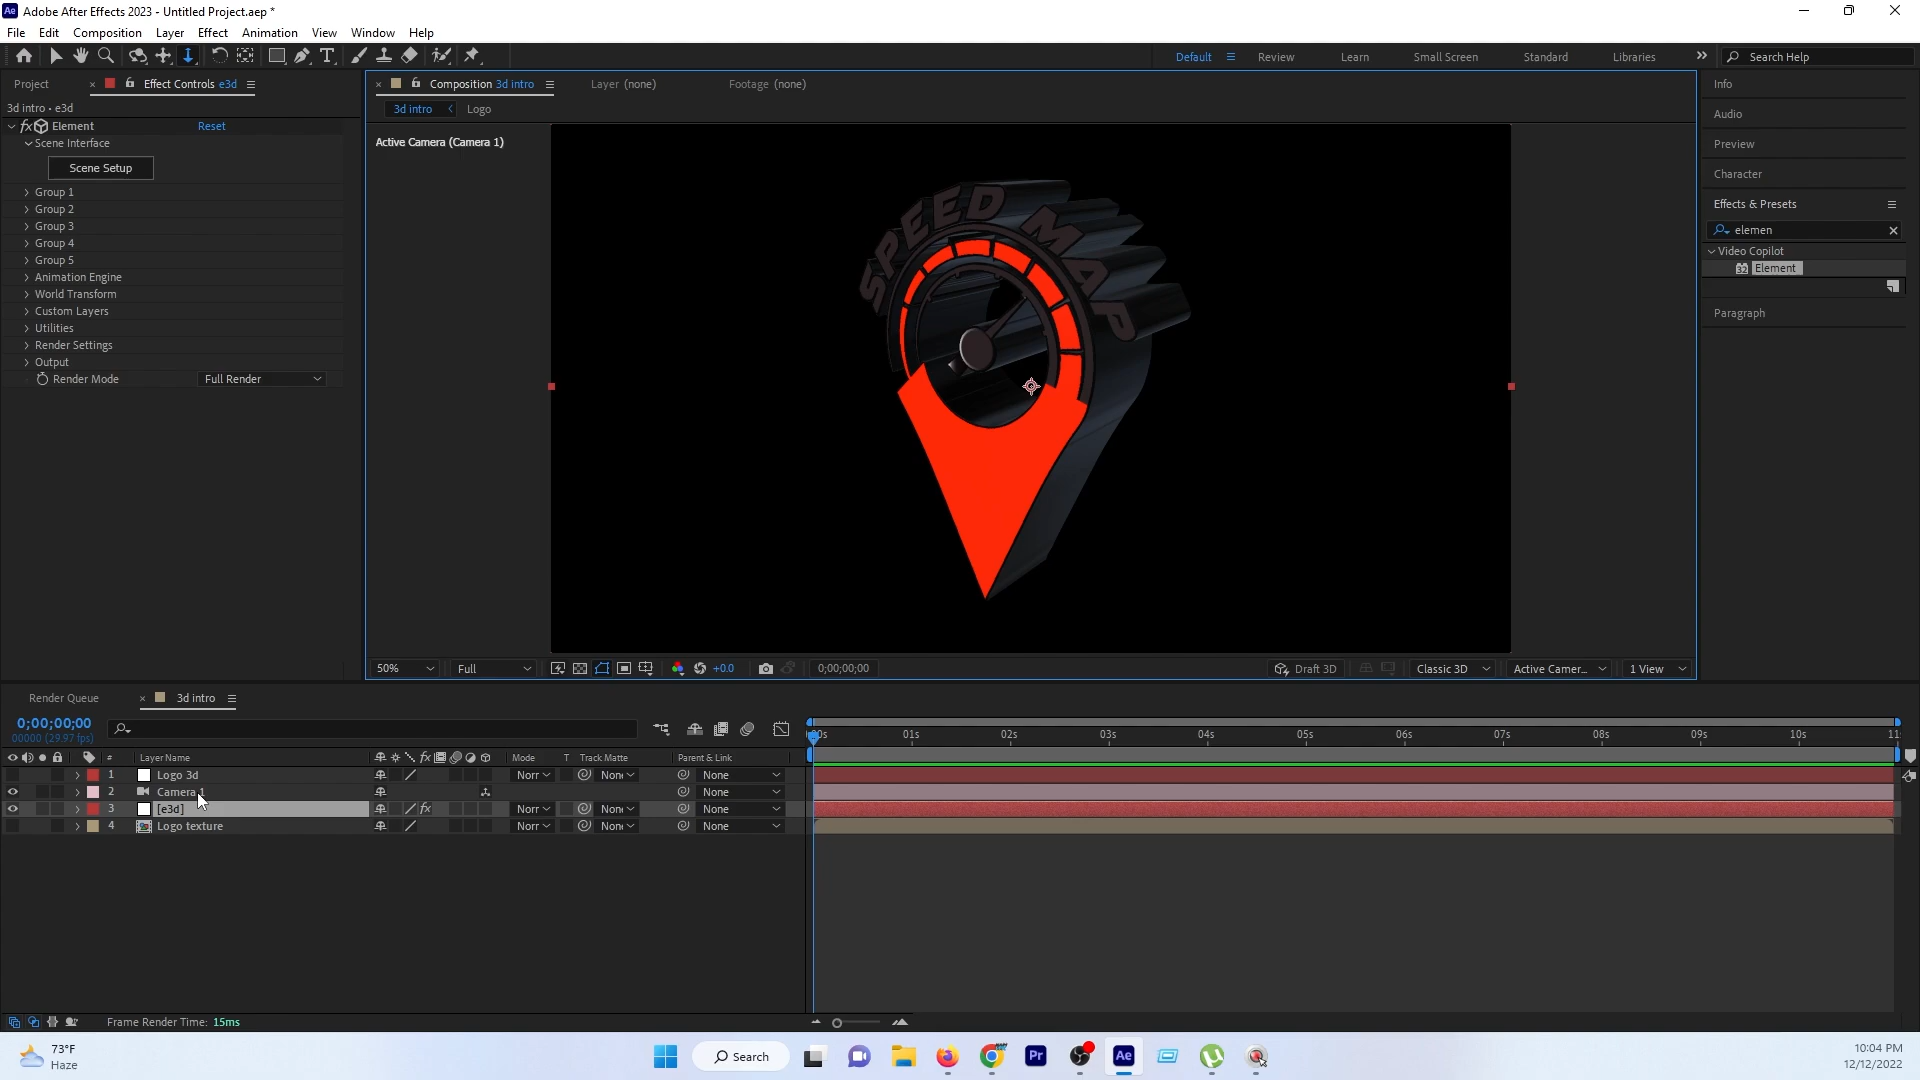 Adobe After Effects 2023 - Untitled Project.aep *
File Edit Composition Layer Effect Animation View Window Help
Default Review Learn Small Screen Standard Libraries Search Help
Project Effect Controls e3d
3d intro • e3d
Element Reset
Scene Interface
Scene Setup
Group 1
Group 2
Group 3
Group 4
Group 5
Animation Engine
World Transform
Custom Layers
Utilities
Render Settings
Output
Render Mode Full Render
Composition 3d intro Layer (none) Footage (none)
3d intro Logo
Active Camera (Camera 1)
SPEED MAP
50% Full +0.0 0;00;00;00 Draft 3D Classic 3D Active Camer... 1 View
Info
Audio
Preview
Character
Effects & Presets
elemen
Video Copilot
32 Element
Paragraph
Render Queue 3d intro
0;00;00;00
00000 (29.97 fps)
# Layer Name Mode T Track Matte Parent & Link
1 Logo 3d Norr None None
2 Camera 1 None
3 [e3d] Norr None None
4 Logo texture Norr None None
01s 02s 03s 04s 05s 06s 07s 08s 09s 10s
Frame Render Time: 15ms
73°F
Haze
Search
Pr
Ae
10:04 PM
12/12/2022